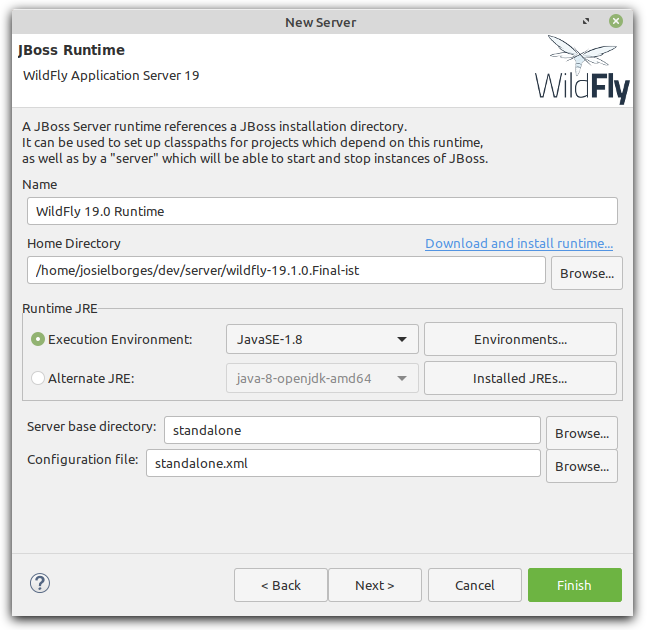 New Server
JBoss Runtime
WildFly Application Server 19
WildFly
A JBoss Server runtime references a JBoss installation directory.
It can be used to set up classpaths for projects which depend on this runtime,
as well as by a "server" which will be able to start and stop instances of JBoss.
Name
WildFly 19.0 Runtime
Home Directory
Download and install runtime...
/home/josielborges/dev/server/wildfly-19.1.0.Final-ist
Browse...
Runtime JRE
Execution Environment:
JavaSE-1.8
Environments...
Alternate JRE:
java-8-openjdk-amd64
Installed JREs...
Server base directory:
standalone
Browse...
Configuration file:
standalone.xml
Browse...
?
< Back
Next >
Cancel
Finish